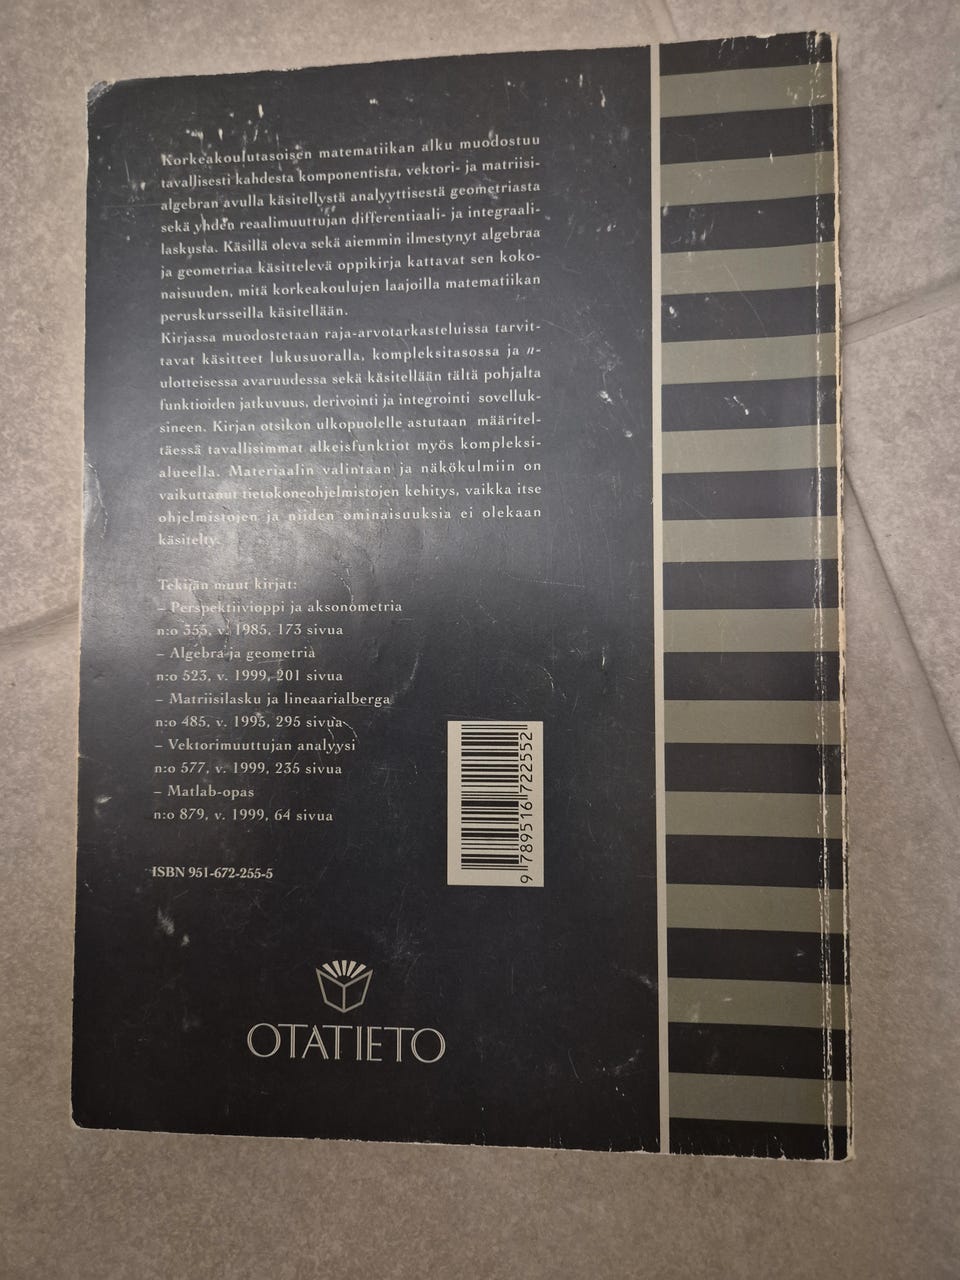 Korkeakoulutasoisen matematiikan alku muodostuu
tavallisesti kahdesta komponentista, vektori- ja matriisi-
algebran avulla käsitellystä analyyttisestä geometriasta
sekä yhden reaalimuuttujan differentiaali- ja integraali-
laskusta. Käsillä oleva sekä aiemmin ilmestynyt algebraa
ja geometriaa käsittelevä oppikirja kattavat sen koko-
naisuuden, mitä korkeakoulujen laajoilla matematiikan
peruskursseilla käsitellään.
Kirjassa muodostetaan raja-arvotarkasteluissa tarvit-
tavat käsitteet lukusuoralla, kompleksitasossa ja n-
ulotteisessa avaruudessa sekä käsitellään tältä pohjalta
funktioiden jatkuvuus, derivointi ja integrointi sovelluk-
sineen. Kirjan otsikon ulkopuolelle astutaan määritel-
täessä tavallisimmat alkeisfunktiot myös kompleksi-
alueella. Materiaalin valintaan ja näkökulmiin on
vaikuttanut tietokoneohjelmistojen kehitys, vaikka itse
ohjelmistojen ja niiden ominaisuuksia ei olekaan
käsitelty.
Tekijän muut kirjat:
– Perspektiivioppi ja aksonometria
n:o 353, v. 1985, 173 sivua
– Algebra ja geometria
n:o 523, v. 1999, 201 sivua
– Matriisilasku ja lineaarialberga
n:o 485, v. 1995, 295 sivua
– Vektorimuuttujan analyysi
n:o 577, v. 1999, 235 sivua
– Matlab-opas
n:o 879, v. 1999, 64 sivua
ISBN 951-672-255-5
9 789516 722552
OTATIETO